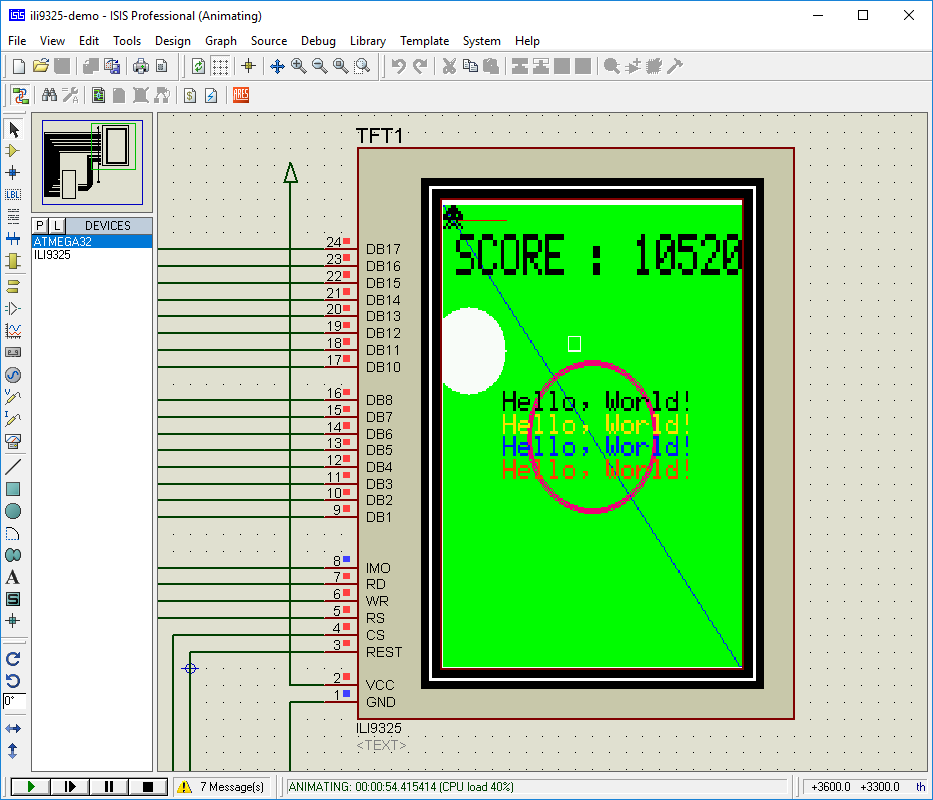 ISIS ili9325-demo - ISIS Professional (Animating)
File View Edit Tools Design Graph Source Debug Library Template System Help
$ ARES
LBL
P L DEVICES
ATMEGA32
ILI9325
A
S
0°
TFT1
24 DB17
23 DB16
22 DB15
21 DB14
20 DB13
19 DB12
18 DB11
17 DB10
16 DB8
15 DB7
14 DB6
13 DB5
12 DB4
11 DB3
10 DB2
9 DB1
8 IMO
7 RD
6 WR
5 RS
4 CS
3 REST
2 VCC
1 GND
SCORE : 10520
Hello, World!
Hello, World!
Hello, World!
Hello, World!
ILI9325
<TEXT>
7 Message(s) ANIMATING: 00:00:54.415414 (CPU load 40%) +3600.0 +3300.0 th